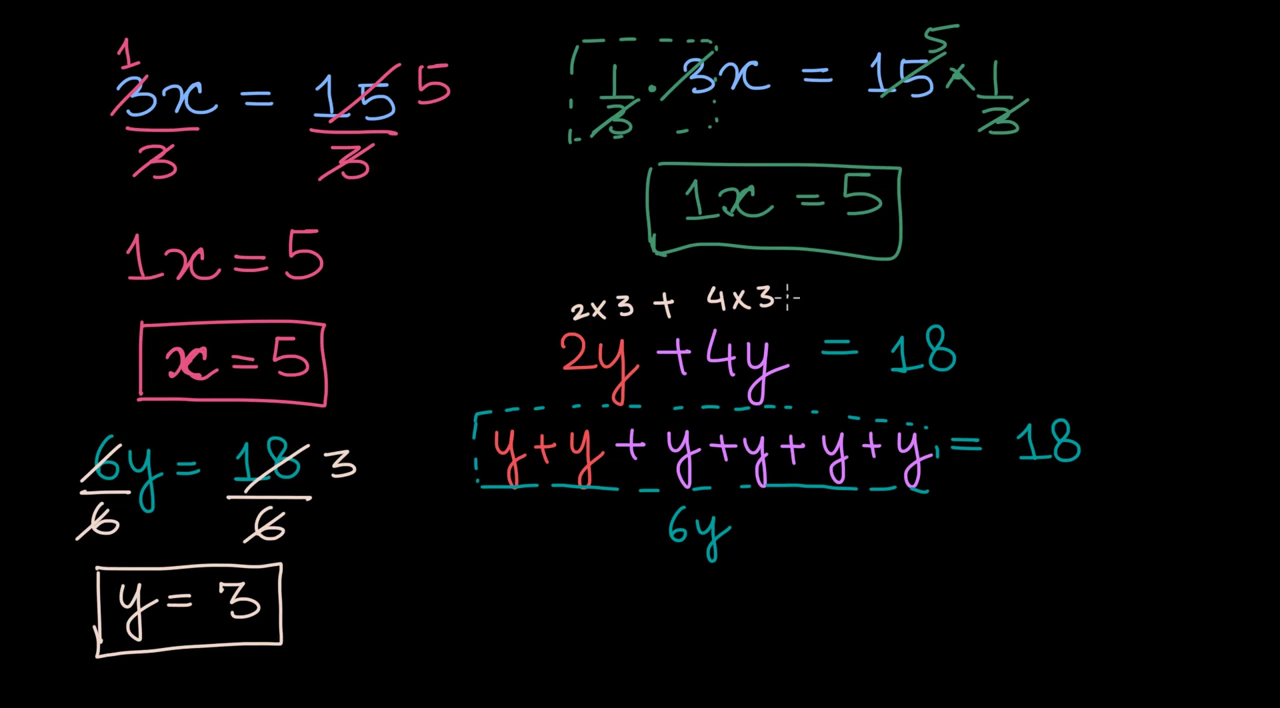 1
3x = 15 5
3 3
1x = 5
x = 5
6y = 18 3
6 6
y = 3
5
1/3 · 3x = 15 × 1/3
1x = 5
2×3 + 4×3
2y + 4y = 18
y + y + y + y + y + y = 18
6y